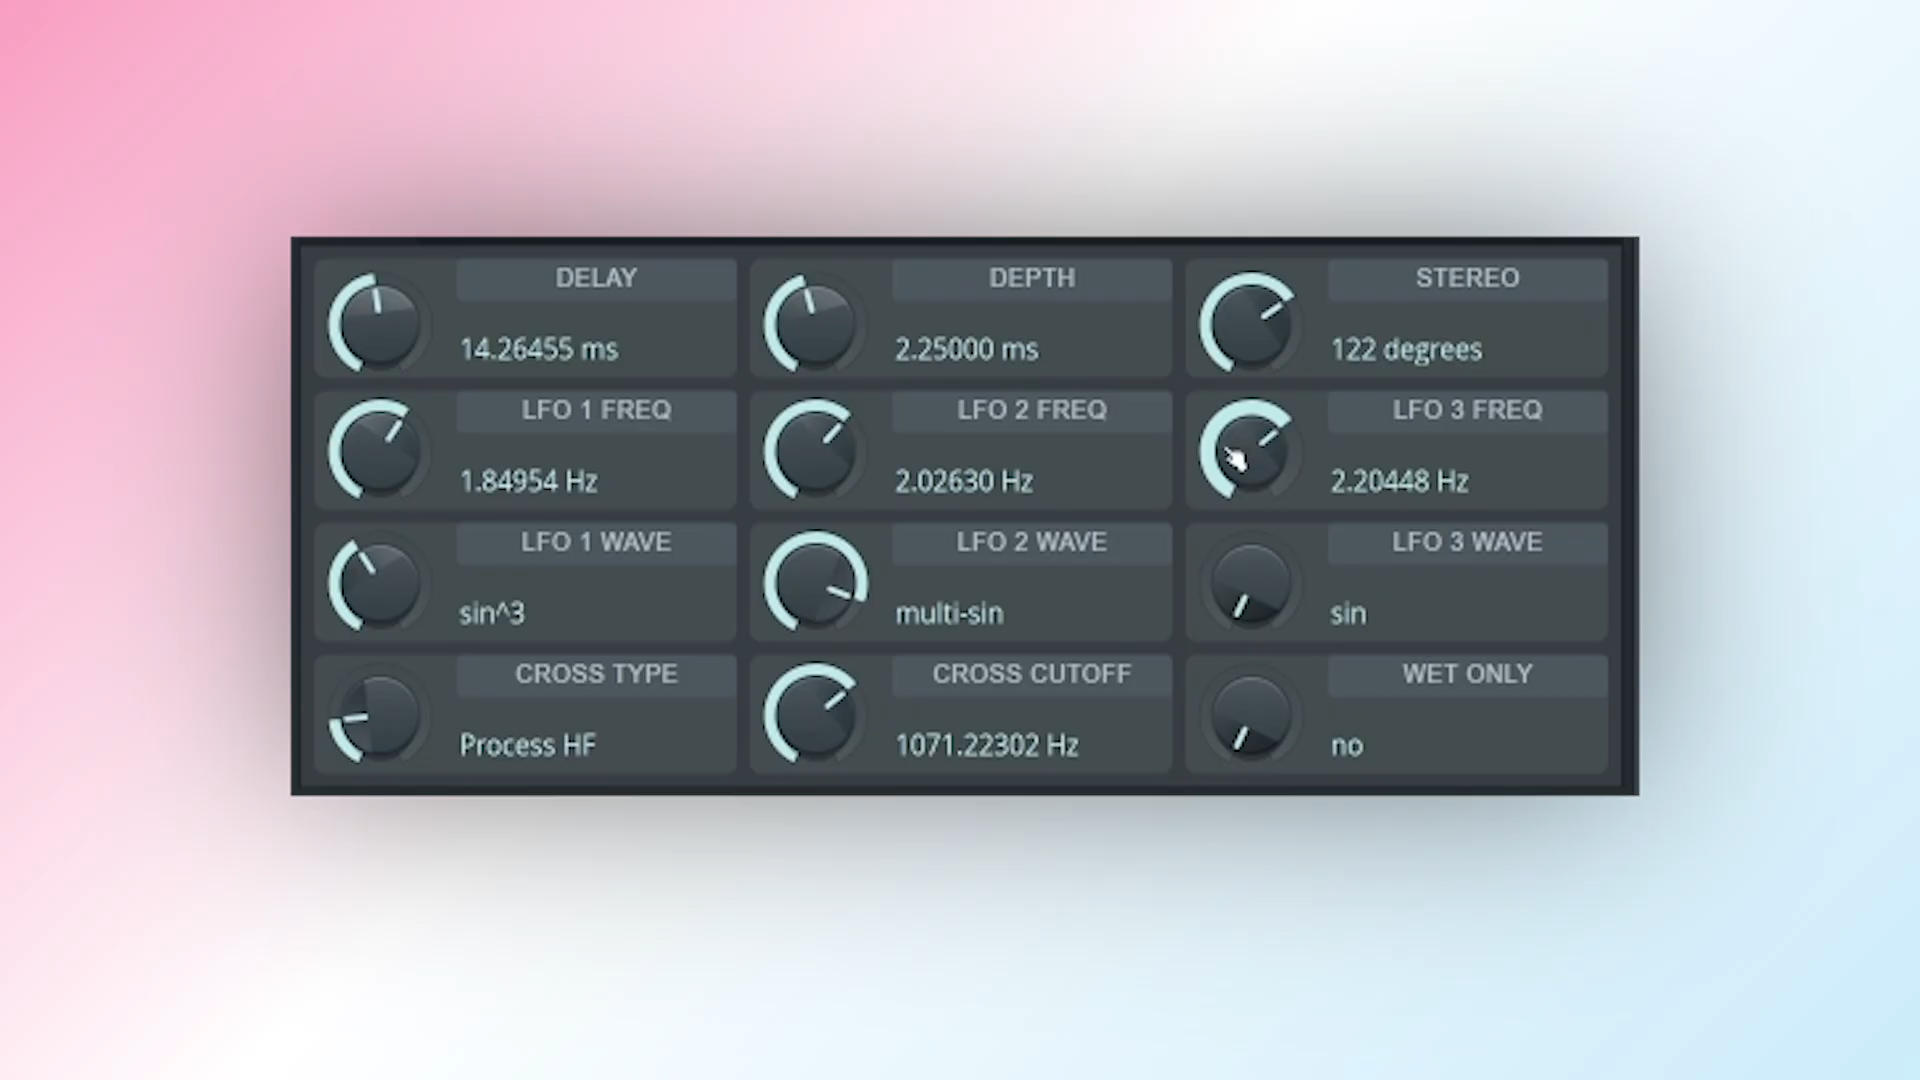 DELAY
14.26455 ms
DEPTH
2.25000 ms
STEREO
122 degrees
LFO 1 FREQ
1.84954 Hz
LFO 2 FREQ
2.02630 Hz
LFO 3 FREQ
2.20448 Hz
LFO 1 WAVE
sin^3
LFO 2 WAVE
multi-sin
LFO 3 WAVE
sin
CROSS TYPE
Process HF
CROSS CUTOFF
1071.22302 Hz
WET ONLY
no